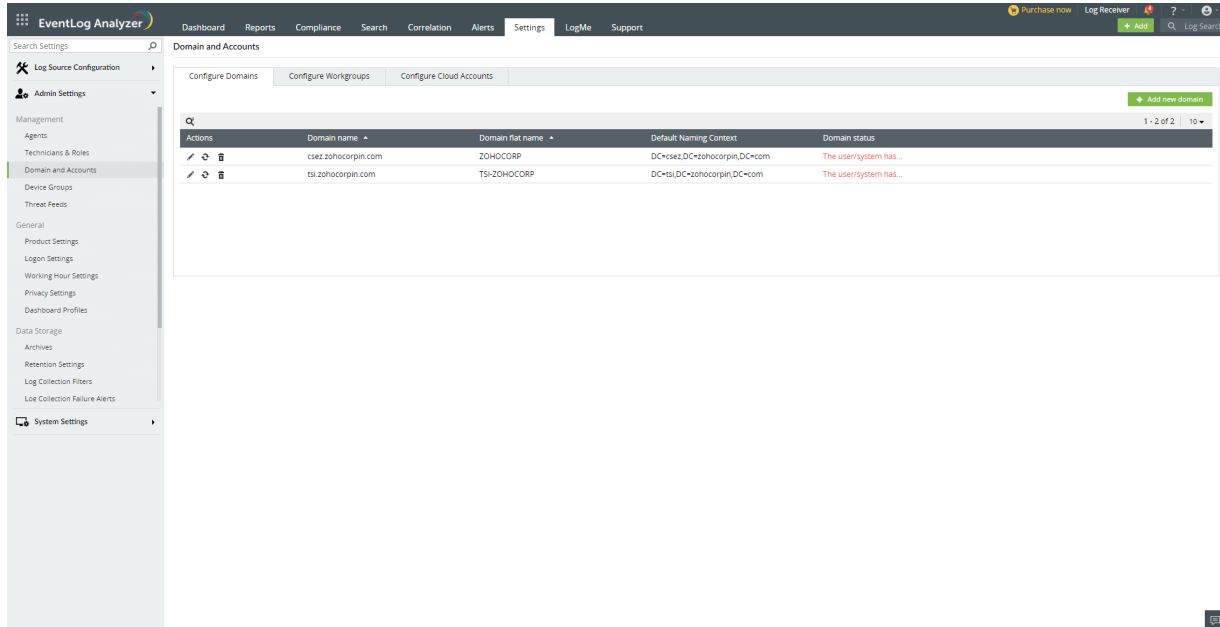 Purchase now Log Receiver 4 ?
EventLog Analyzer
Dashboard Reports Compliance Search Correlation Alerts Settings LogMe Support
+ Add Log Search
Search Settings
Domain and Accounts
Log Source Configuration
Configure Domains Configure Workgroups Configure Cloud Accounts
Admin Settings
+ Add new domain
Management
1 - 2 of 2 10
Agents
Actions Domain name Domain flat name Default Naming Context Domain status
Technicians & Roles
csez.zohocorpin.com ZOHOCORP DC=csez,DC=zohocorpin,DC=com The user/system has...
Domain and Accounts
tsi.zohocorpin.com TSI-ZOHOCORP DC=tsi,DC=zohocorpin,DC=com The user/system has...
Device Groups
Threat Feeds
General
Product Settings
Logon Settings
Working Hour Settings
Privacy Settings
Dashboard Profiles
Data Storage
Archives
Retention Settings
Log Collection Filters
Log Collection Failure Alerts
System Settings